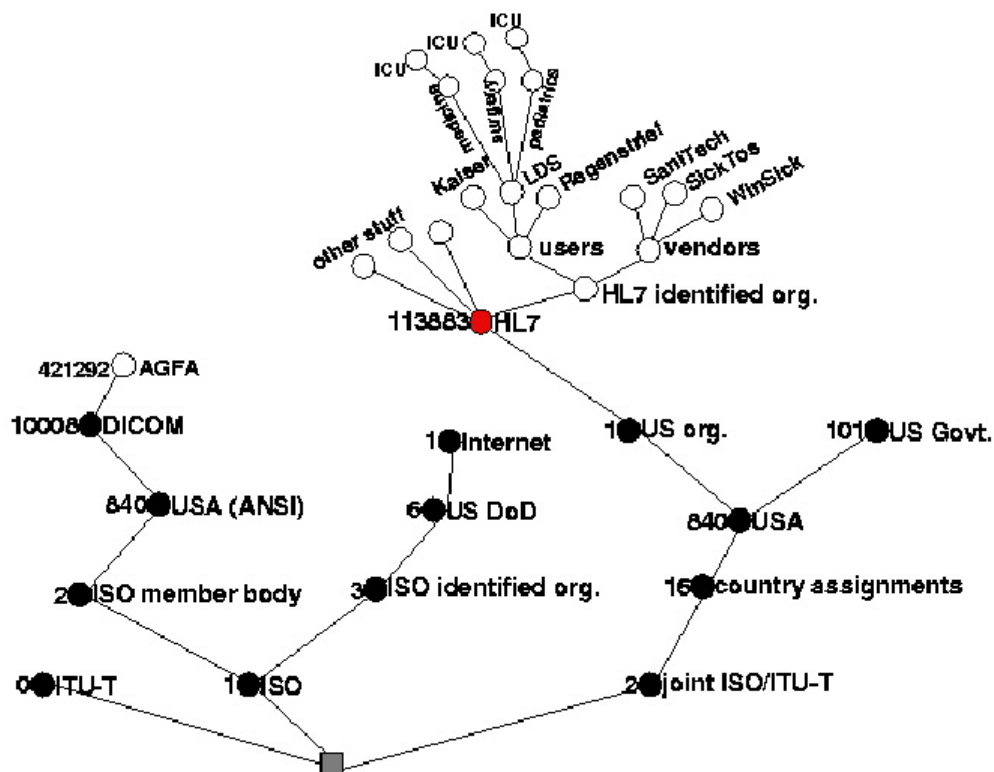 ICU
ICU
ICU
medicine
surgery
pediatrics
Kaiser
LDS
Regenstrief
SaniTech
SickTos
WinSick
other stuff
users
vendors
HL7 identified org.
113883 HL7
421292 AGFA
10008 DICOM
1 Internet
1 US org.
101 US Govt.
840 USA (ANSI)
6 US DoD
840 USA
2 ISO member body
3 ISO identified org.
16 country assignments
0 ITU-T
1 ISO
2 joint ISO/ITU-T